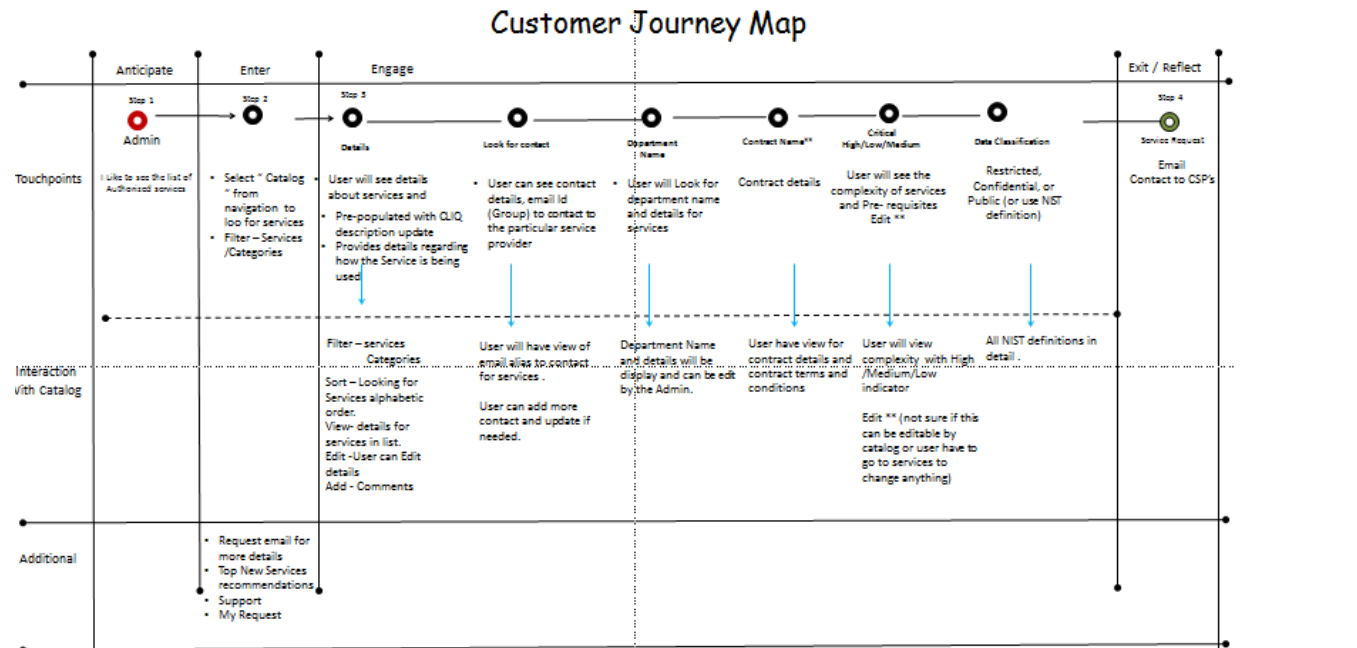 Customer Journey Map
Anticipate
Enter
Engage
Exit / Reflect
Step 1
Step 2
Step 3
Step 4
Admin
Details
Look for contact
Department
Name
Contract Name**
Critical
High/Low/Medium
Data Classification
Service Request
Touchpoints
I Like to see the list of
Authorised services
• Select " Catalog
" from
navigation to
loo for services
• Filter – Services
/Categories
• User will see details
about services and
• Pre-populated with CLIQ
description update
• Provides details regarding
how the Service is being
used
• User can see contact
details, email Id
(Group) to contact to
the particular service
provider
• User will Look for
department name
and details for
services
Contract details
User will see the
complexity of services
and Pre- requisites
Edit **
Restricted,
Confidential, or
Public (or use NIST
definition)
Email
Contact to CSP's
Interaction
With Catalog
Filter – services
Categories
Sort – Looking for
Services alphabetic
order.
View- details for
services in list.
Edit -User can Edit
details
Add - Comments
User will have view of
email alias to contact
for services .
User can add more
contact and update if
needed.
Department Name
and details will be
display and can be edit
by the Admin.
User have view for
contract details and
contract terms and
conditions
User will view
complexity with High
/Medium/Low
indicator
Edit ** (not sure if this
can be editable by
catalog or user have to
go to services to
change anything)
All NIST definitions in
detail .
Additional
• Request email for
more details
• Top New Services
recommendations
• Support
• My Request